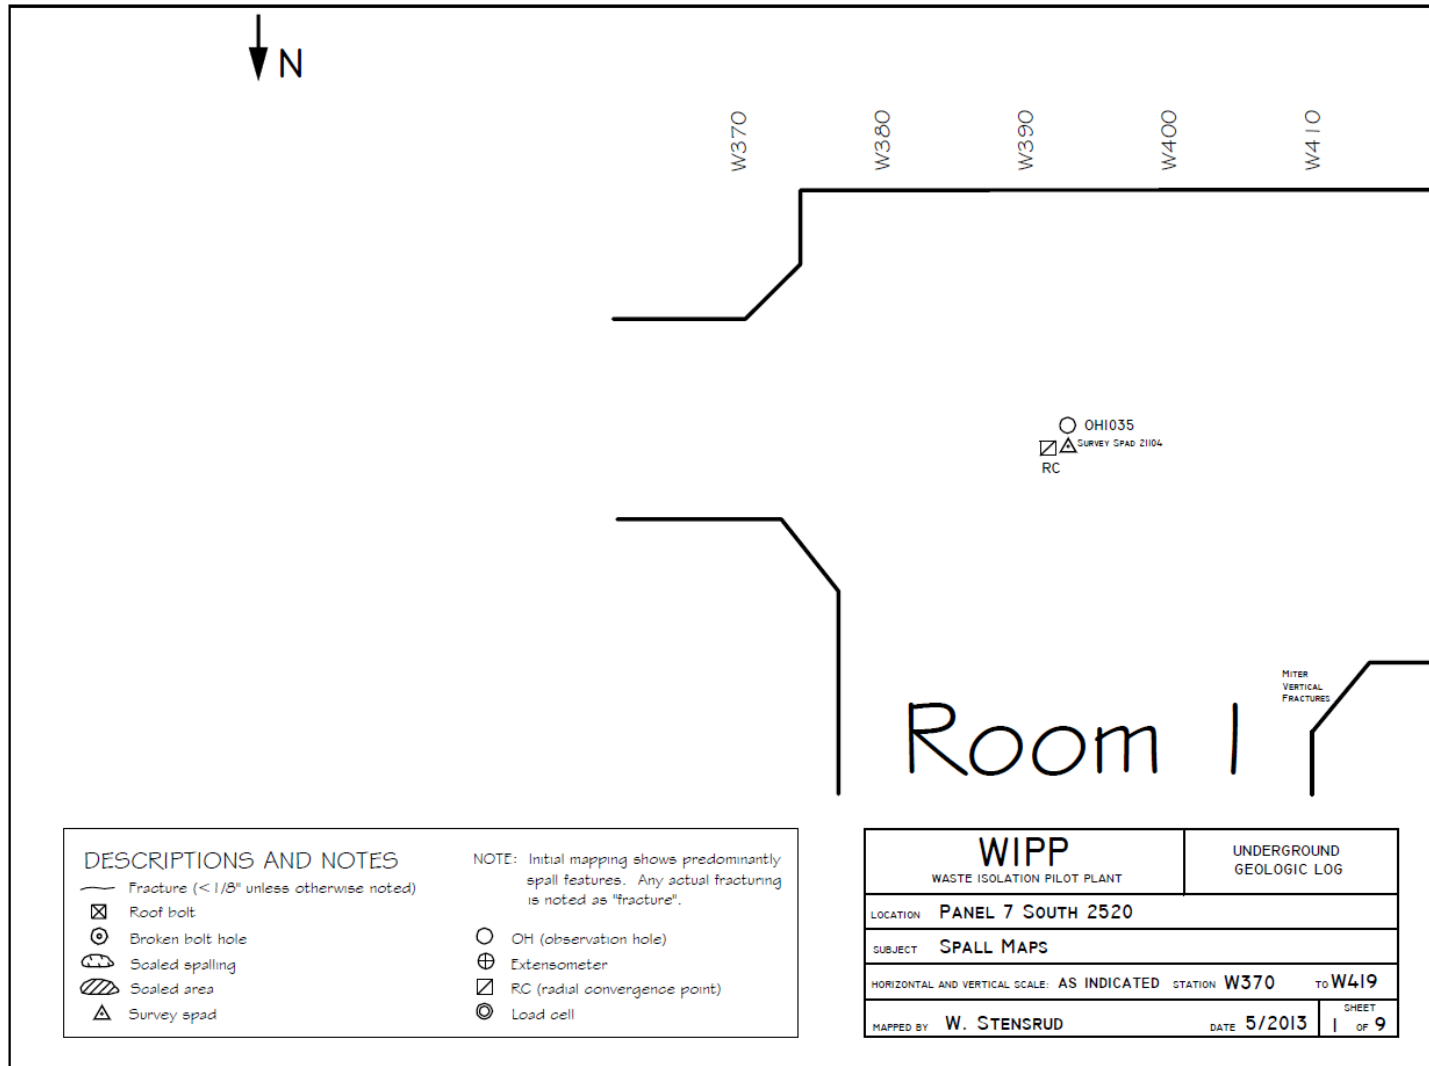 N
W370
W380
W390
W400
W410
OH1035
SURVEY SPAD 21104
RC
MITER
VERTICAL
FRACTURES
Room 1
DESCRIPTIONS AND NOTES
Fracture (< 1/8" unless otherwise noted)
Roof bolt
Broken bolt hole
Scaled spalling
Scaled area
Survey spad
NOTE: Initial mapping shows predominantly
spall features. Any actual fracturing
is noted as "fracture".
OH (observation hole)
Extensometer
RC (radial convergence point)
Load cell
WIPP
WASTE ISOLATION PILOT PLANT
UNDERGROUND
GEOLOGIC LOG
LOCATION PANEL 7 SOUTH 2520
SUBJECT SPALL MAPS
HORIZONTAL AND VERTICAL SCALE: AS INDICATED STATION W370 TO W419
MAPPED BY W. STENSRUD DATE 5/2013
SHEET
1 OF 9